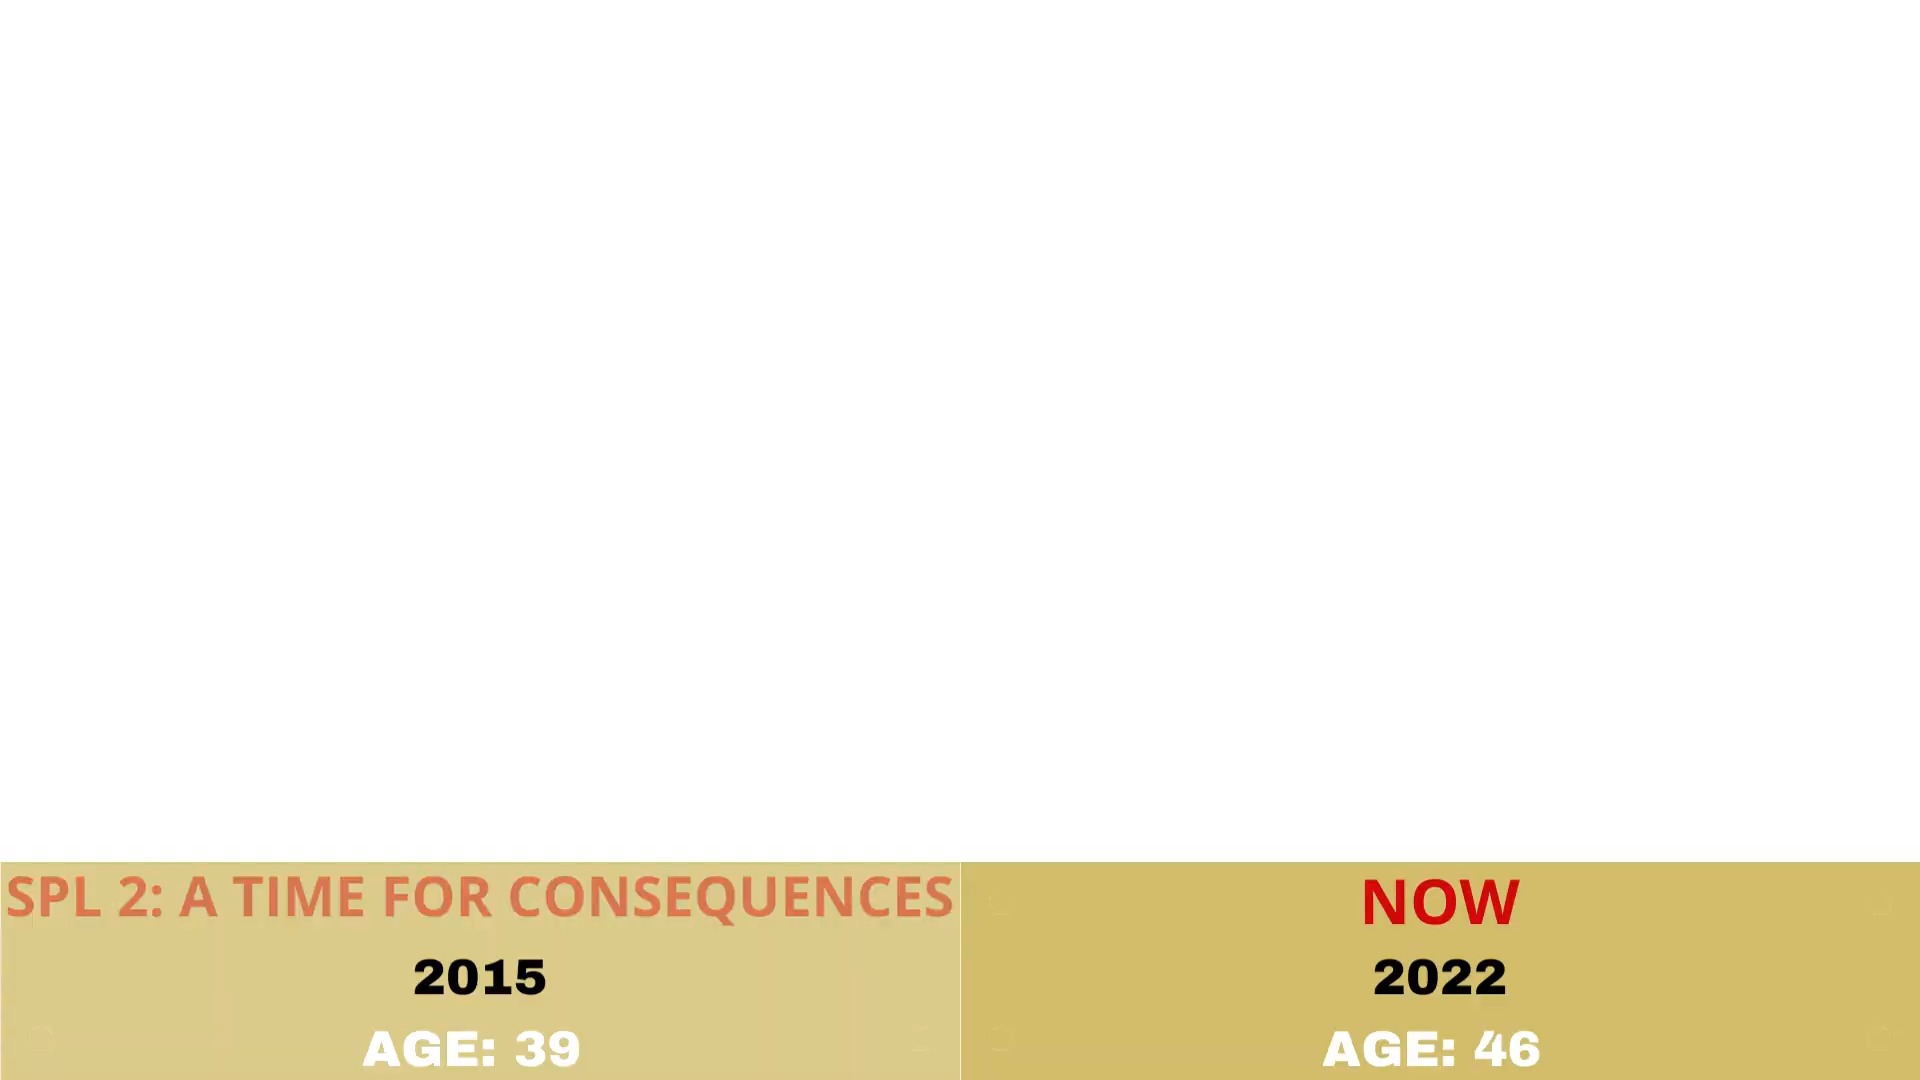 SPL 2: A TIME FOR CONSEQUENCES
2015
AGE: 39
NOW
2022
AGE: 46